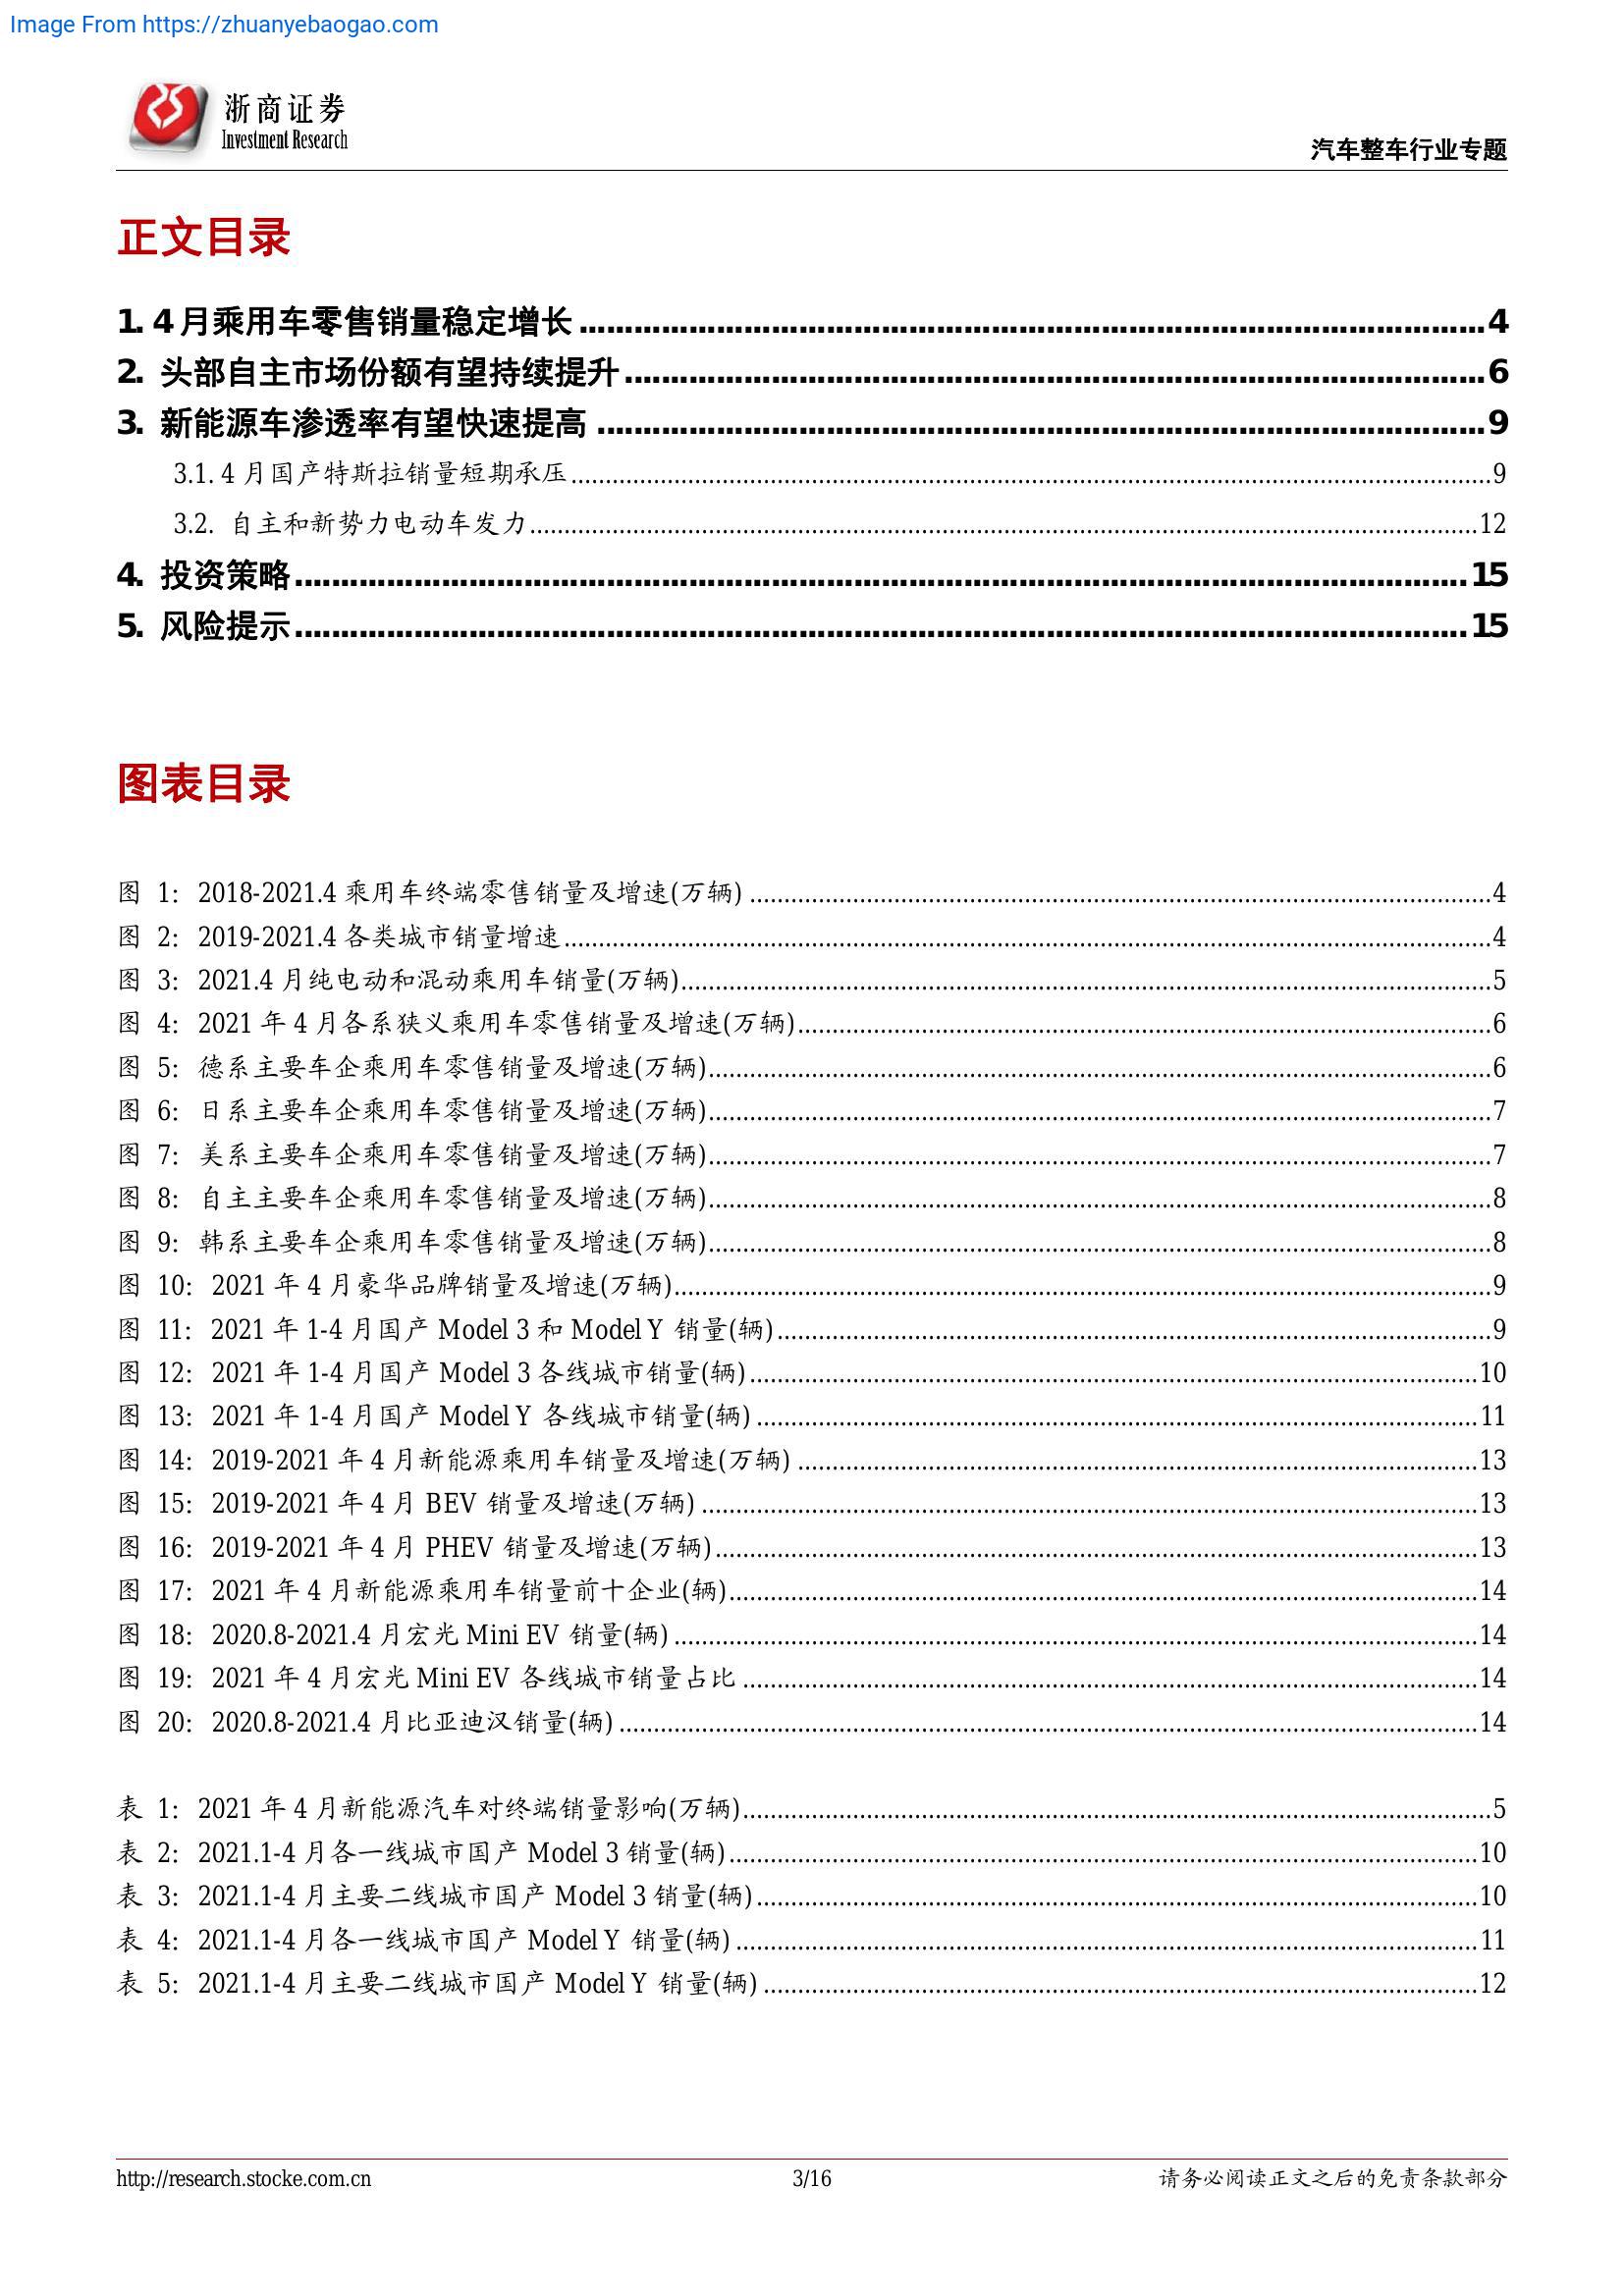 Image From https://zhuanyebaogao.com
浙商证券
Investment Research
汽车整车行业专题
正文目录
1. 4 月乘用车零售销量稳定增长........4
2. 头部自主市场份额有望持续提升........6
3. 新能源车渗透率有望快速提高........9
3.1. 4 月国产特斯拉销量短期承压........9
3.2. 自主和新势力电动车发力........12
4. 投资策略........15
5. 风险提示........15
图表目录
图 1: 2018-2021.4 乘用车终端零售销量及增速(万辆)........4
图 2: 2019-2021.4 各类城市销量增速........4
图 3: 2021.4 月纯电动和混动乘用车销量(万辆)........5
图 4: 2021 年 4 月各系狭义乘用车零售销量及增速(万辆)........6
图 5: 德系主要车企乘用车零售销量及增速(万辆)........6
图 6: 日系主要车企乘用车零售销量及增速(万辆)........7
图 7: 美系主要车企乘用车零售销量及增速(万辆)........7
图 8: 自主主要车企乘用车零售销量及增速(万辆)........8
图 9: 韩系主要车企乘用车零售销量及增速(万辆)........8
图 10: 2021 年 4 月豪华品牌销量及增速(万辆)........9
图 11: 2021 年 1-4 月国产 Model 3 和 Model Y 销量(辆)........9
图 12: 2021 年 1-4 月国产 Model 3 各线城市销量(辆)........10
图 13: 2021 年 1-4 月国产 Model Y 各线城市销量(辆)........11
图 14: 2019-2021 年 4 月新能源乘用车销量及增速(万辆)........13
图 15: 2019-2021 年 4 月 BEV 销量及增速(万辆)........13
图 16: 2019-2021 年 4 月 PHEV 销量及增速(万辆)........13
图 17: 2021 年 4 月新能源乘用车销量前十企业(辆)........14
图 18: 2020.8-2021.4 月宏光 Mini EV 销量(辆)........14
图 19: 2021 年 4 月宏光 Mini EV 各线城市销量占比........14
图 20: 2020.8-2021.4 月比亚迪汉销量(辆)........14
表 1: 2021 年 4 月新能源汽车对终端销量影响(万辆)........5
表 2: 2021.1-4 月各一线城市国产 Model 3 销量(辆)........10
表 3: 2021.1-4 月主要二线城市国产 Model 3 销量(辆)........10
表 4: 2021.1-4 月各一线城市国产 Model Y 销量(辆)........11
表 5: 2021.1-4 月主要二线城市国产 Model Y 销量(辆)........12
http://research.stocke.com.cn
3/16
请务必阅读正文之后的免责条款部分